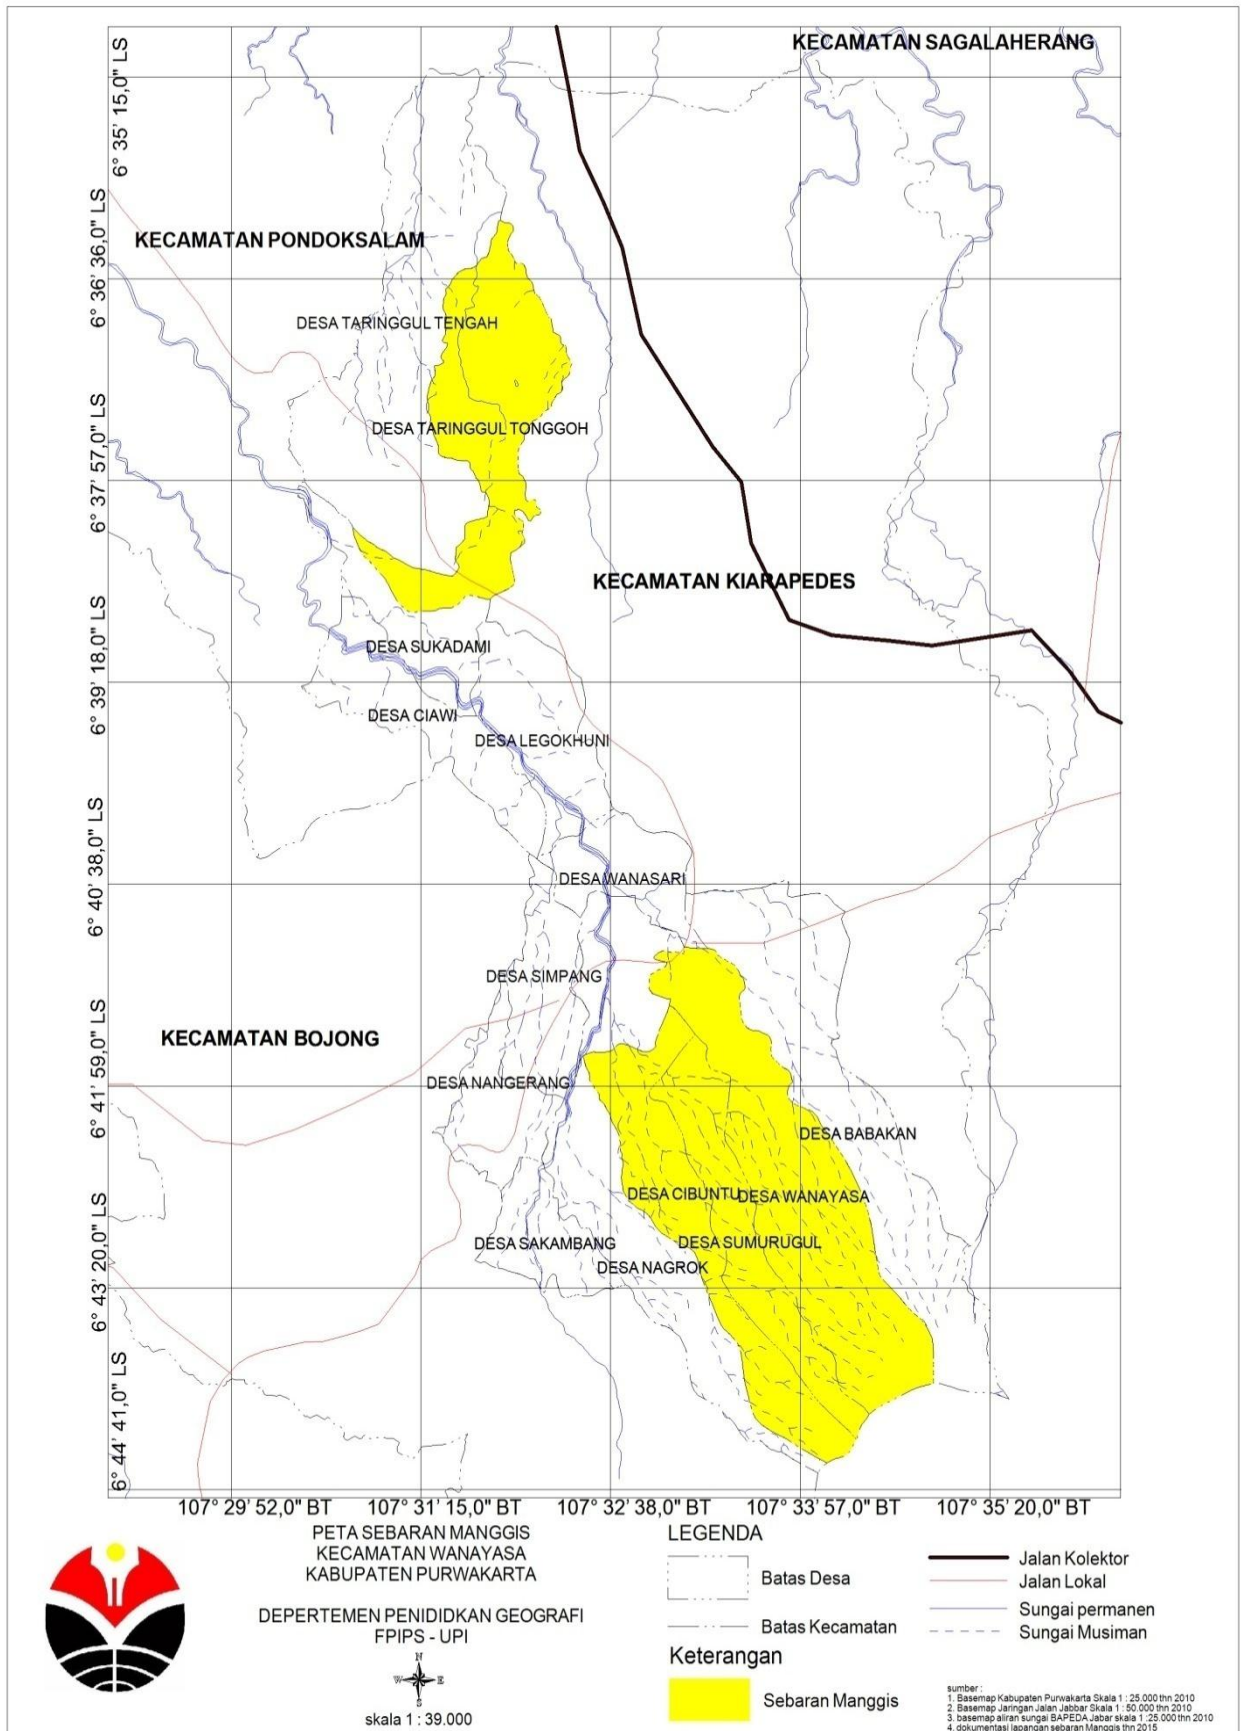 KECAMATAN SAGALAHERANG
6° 35' 15,0" LS
KECAMATAN PONDOKSALAM
6° 36' 36,0" LS
DESA TARINGGUL TENGAH
DESA TARINGGUL TONGGOH
6° 37' 57,0" LS
KECAMATAN KIARAPEDES
DESA SUKADAMI
6° 39' 18,0" LS
DESA CIAWI
DESA LEGOKHUNI
6° 40' 38,0" LS
DESA WANASARI
DESA SIMPANG
KECAMATAN BOJONG
6° 41' 59,0" LS
DESA NANGERANG
DESA BABAKAN
DESA CIBUNTU
DESA WANAYASA
DESA SAKAMBANG
DESA SUMURUGUL
DESA NAGROK
6° 43' 20,0" LS
6° 44' 41,0" LS
107° 29' 52,0" BT
107° 31' 15,0" BT
107° 32' 38,0" BT
107° 33' 57,0" BT
107° 35' 20,0" BT
PETA SEBARAN MANGGIS
KECAMATAN WANAYASA
KABUPATEN PURWAKARTA
DEPERTEMEN PENIDIDKAN GEOGRAFI
FPIPS - UPI
N
W E
S
skala 1 : 39.000
LEGENDA
Batas Desa
Batas Kecamatan
Jalan Kolektor
Jalan Lokal
Sungai permanen
Sungai Musiman
Keterangan
Sebaran Manggis
sumber :
1. Basemap Kabupaten Purwakarta Skala 1 : 25.000 thn 2010
2. Basemap Jaringan Jalan Jabbar Skala 1 : 50.000 thn 2010
3. basemap aliran sungai BAPEDA Jabar skala 1 :25.000 thn 2010
4. dokumentasi lapangan sebaran Manggis thn 2015